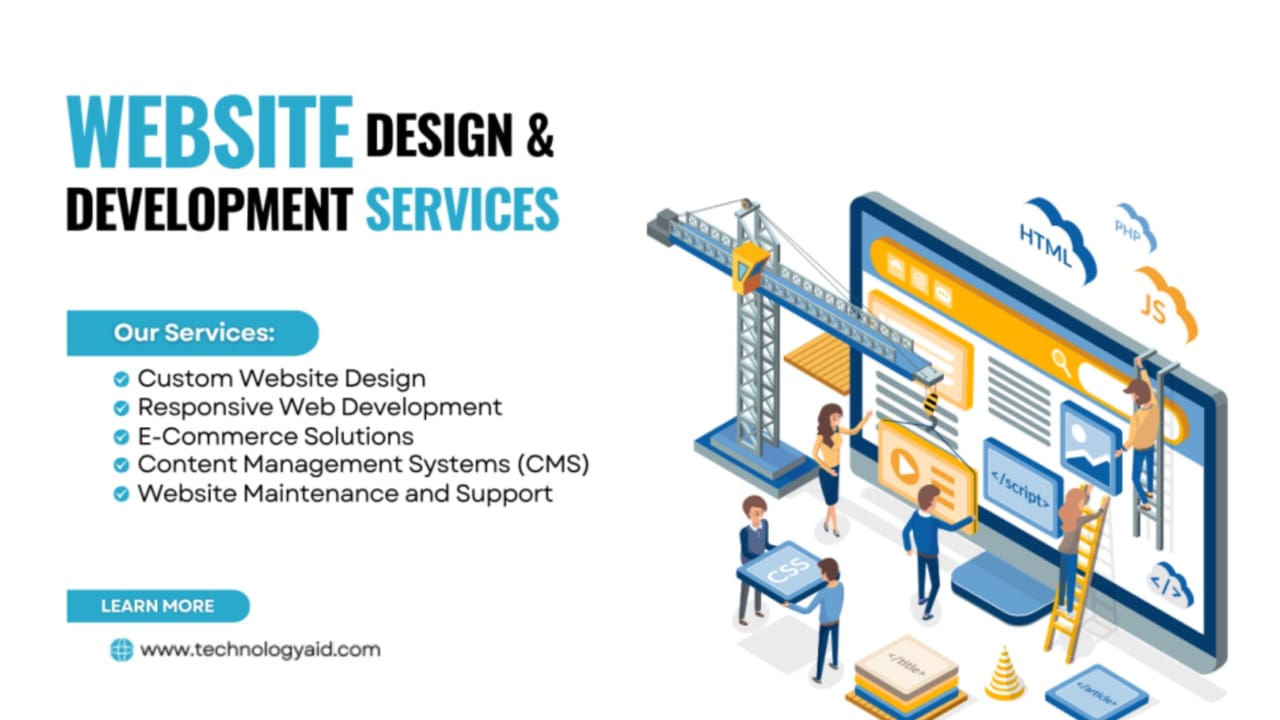 WEBSITE DESIGN &
DEVELOPMENT SERVICES
Our Services:
Custom Website Design
Responsive Web Development
E-Commerce Solutions
Content Management Systems (CMS)
Website Maintenance and Support
LEARN MORE
www.technologyaid.com
HTML
PHP
JS
</script>
CSS
</>
</title>
</article>